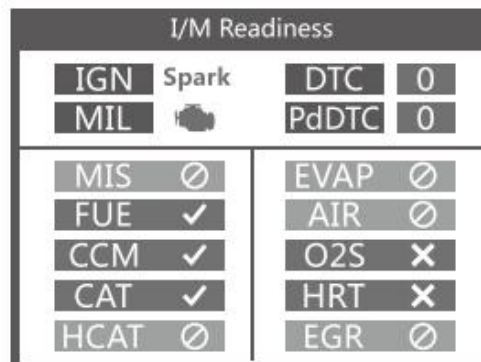 I/M Readiness
IGN Spark DTC 0
MIL PdDTC 0
MIS EVAP
FUE AIR
CCM O2S
CAT HRT
HCAT EGR